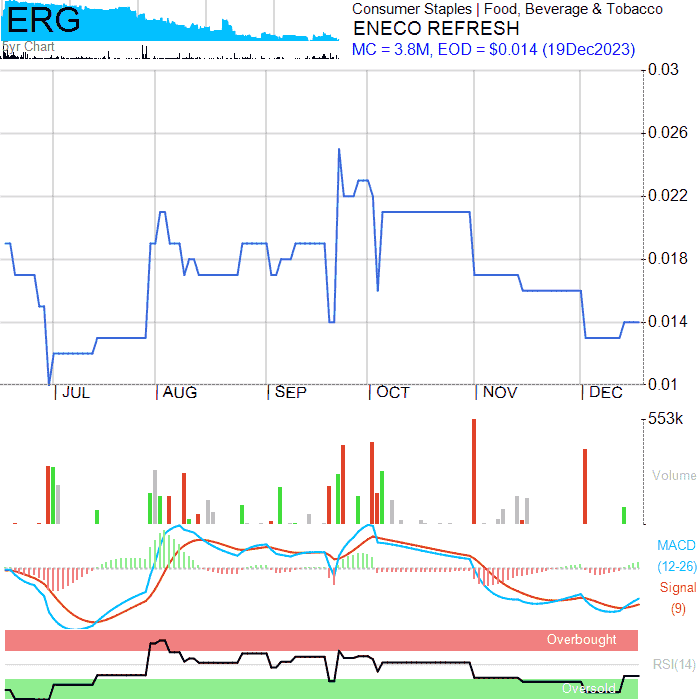 ERG
5yr Chart
Consumer Staples | Food, Beverage & Tobacco
ENECO REFRESH
MC = 3.8M, EOD = $0.014 (19Dec2023)
0.03
0.026
0.022
0.018
0.014
0.01
JUL AUG SEP OCT NOV DEC
553k
Volume
MACD
(12-26)
Signal
(9)
Overbought
RSI(14)
Oversold